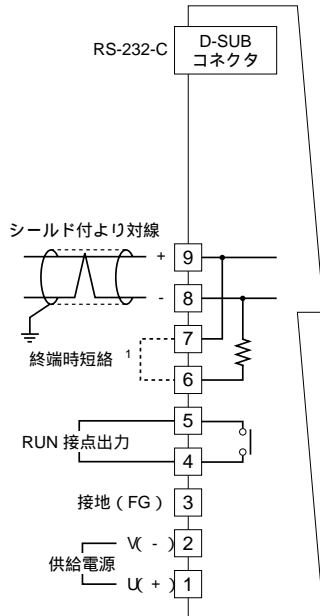 RS-232-C
D-SUB
コネクタ
シールド付より対線
+ 9
- 8
7
終端時短絡 1
6
5
RUN 接点出力
4
接地 ( FG ) 3
V( - ) 2
供給電源
U( + ) 1